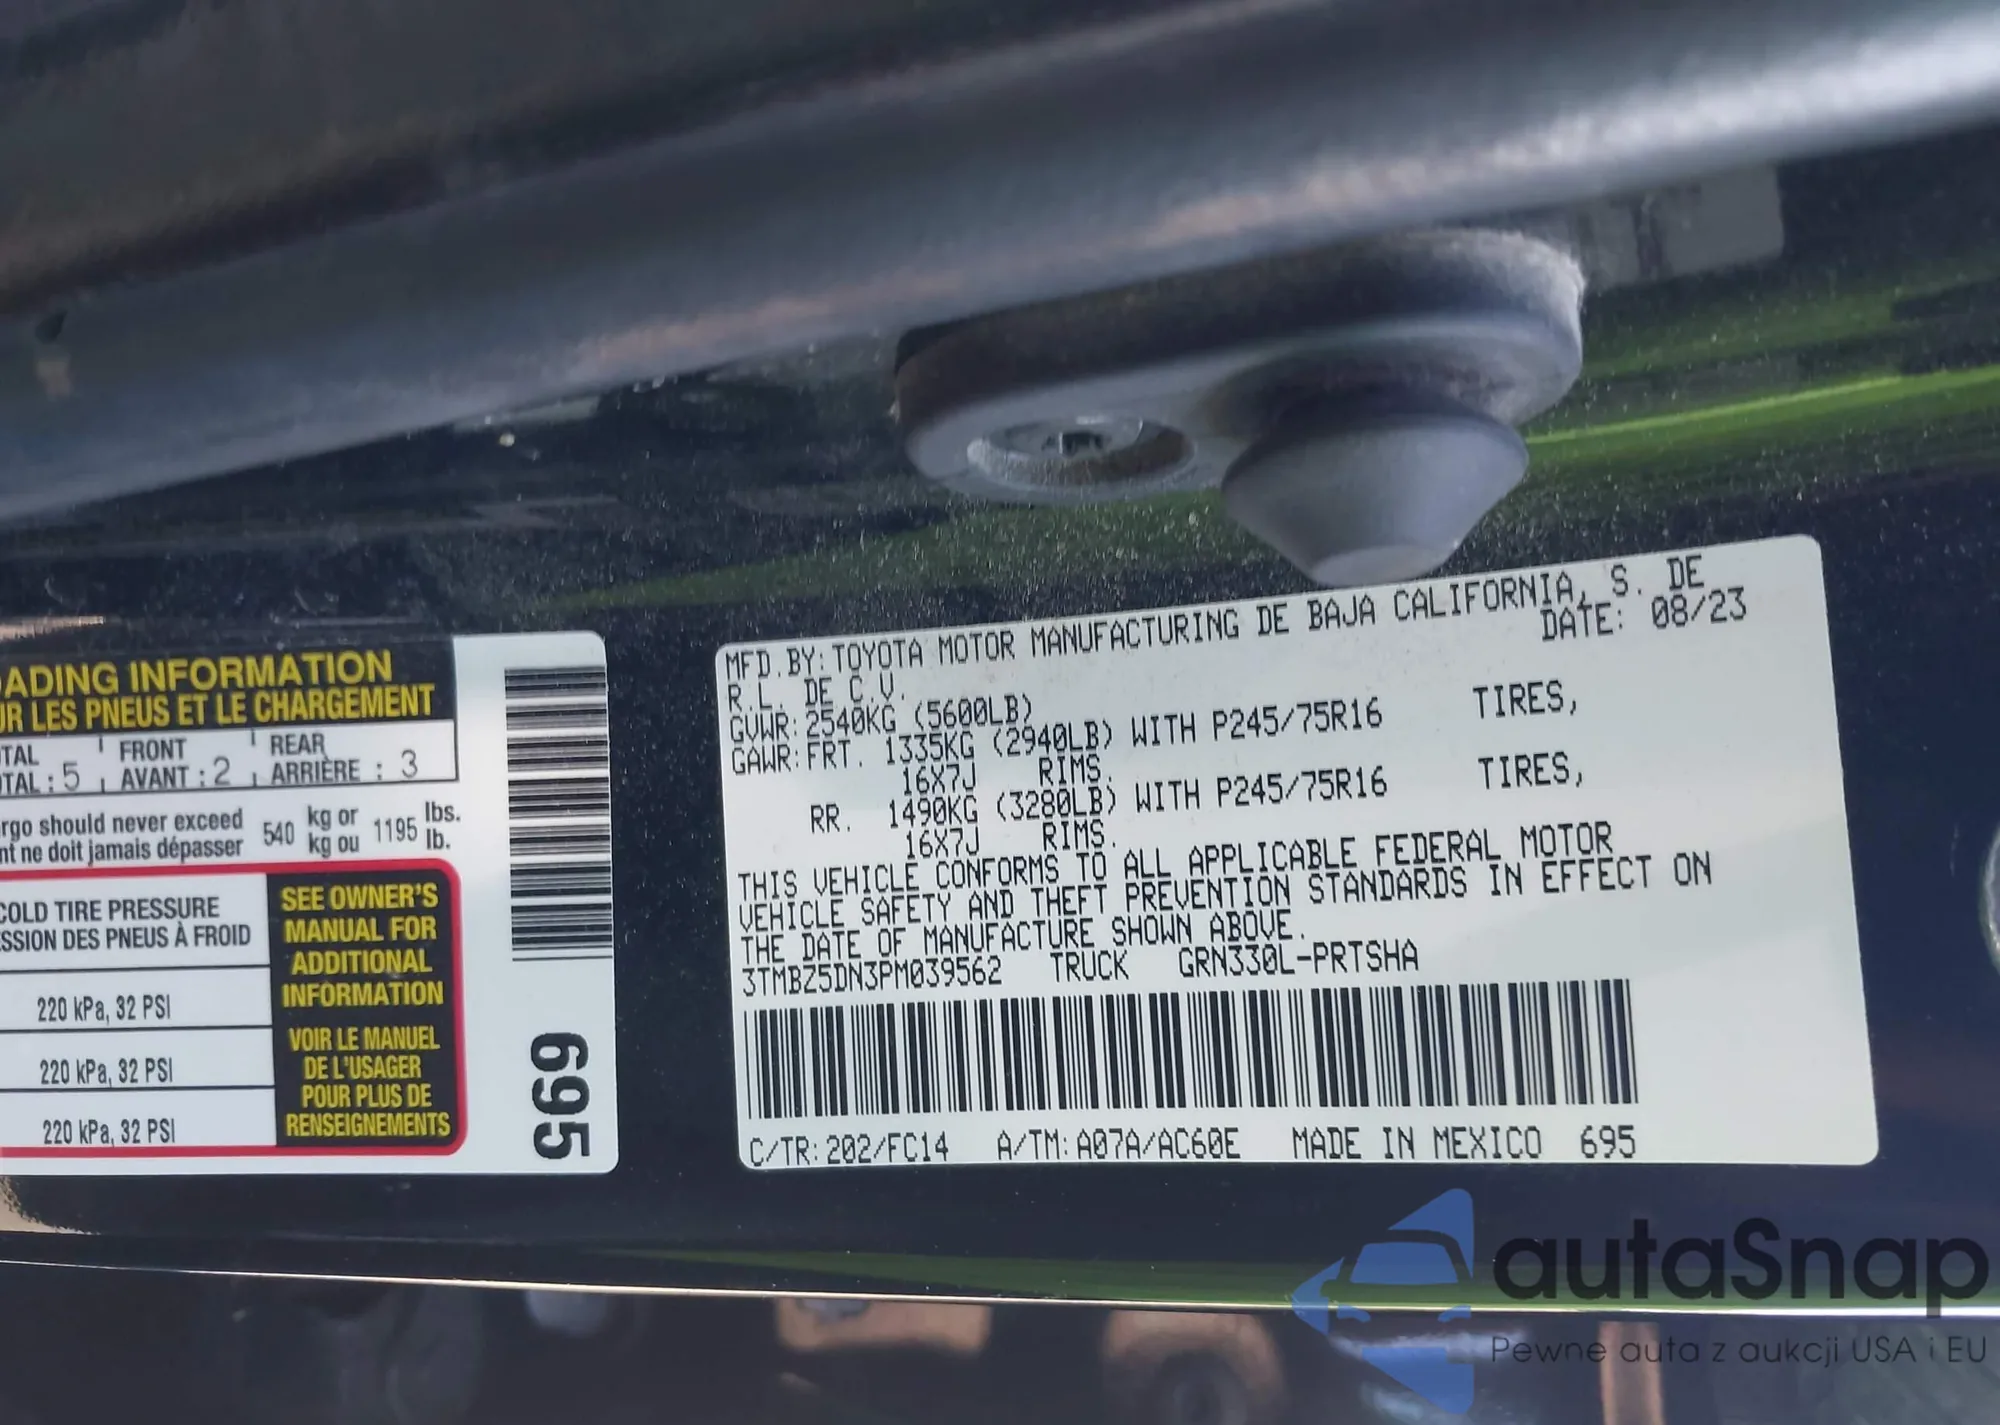 ADING INFORMATION
UR LES PNEUS ET LE CHARGEMENT
TAL FRONT REAR
TAL : 5 AVANT : 2 ARRIÈRE : 3
rgo should never exceed 540 kg or 1195 lbs.
nt ne doit jamais dépasser kg ou lb.
COLD TIRE PRESSURE
SSION DES PNEUS À FROID
220 kPa, 32 PSI
220 kPa, 32 PSI
220 kPa, 32 PSI
SEE OWNER'S
MANUAL FOR
ADDITIONAL
INFORMATION
VOIR LE MANUEL
DE L'USAGER
POUR PLUS DE
RENSEIGNEMENTS
695
MFD.BY: TOYOTA MOTOR MANUFACTURING DE BAJA CALIFORNIA, S. DE
R.L. DE C.V. DATE: 08/23
GVWR: 2540KG (5600LB)
GAWR: FRT. 1335KG (2940LB) WITH P245/75R16 TIRES,
16X7J RIMS.
RR. 1490KG (3280LB) WITH P245/75R16 TIRES,
16X7J RIMS.
THIS VEHICLE CONFORMS TO ALL APPLICABLE FEDERAL MOTOR
VEHICLE SAFETY AND THEFT PREVENTION STANDARDS IN EFFECT ON
THE DATE OF MANUFACTURE SHOWN ABOVE.
3TMBZ5DN3PM039562 TRUCK GRN330L-PRTSHA
C/TR: 202/FC14 A/TM: A07A/AC60E MADE IN MEXICO 695
autaSnap
Pewne auta z aukcji USA i EU